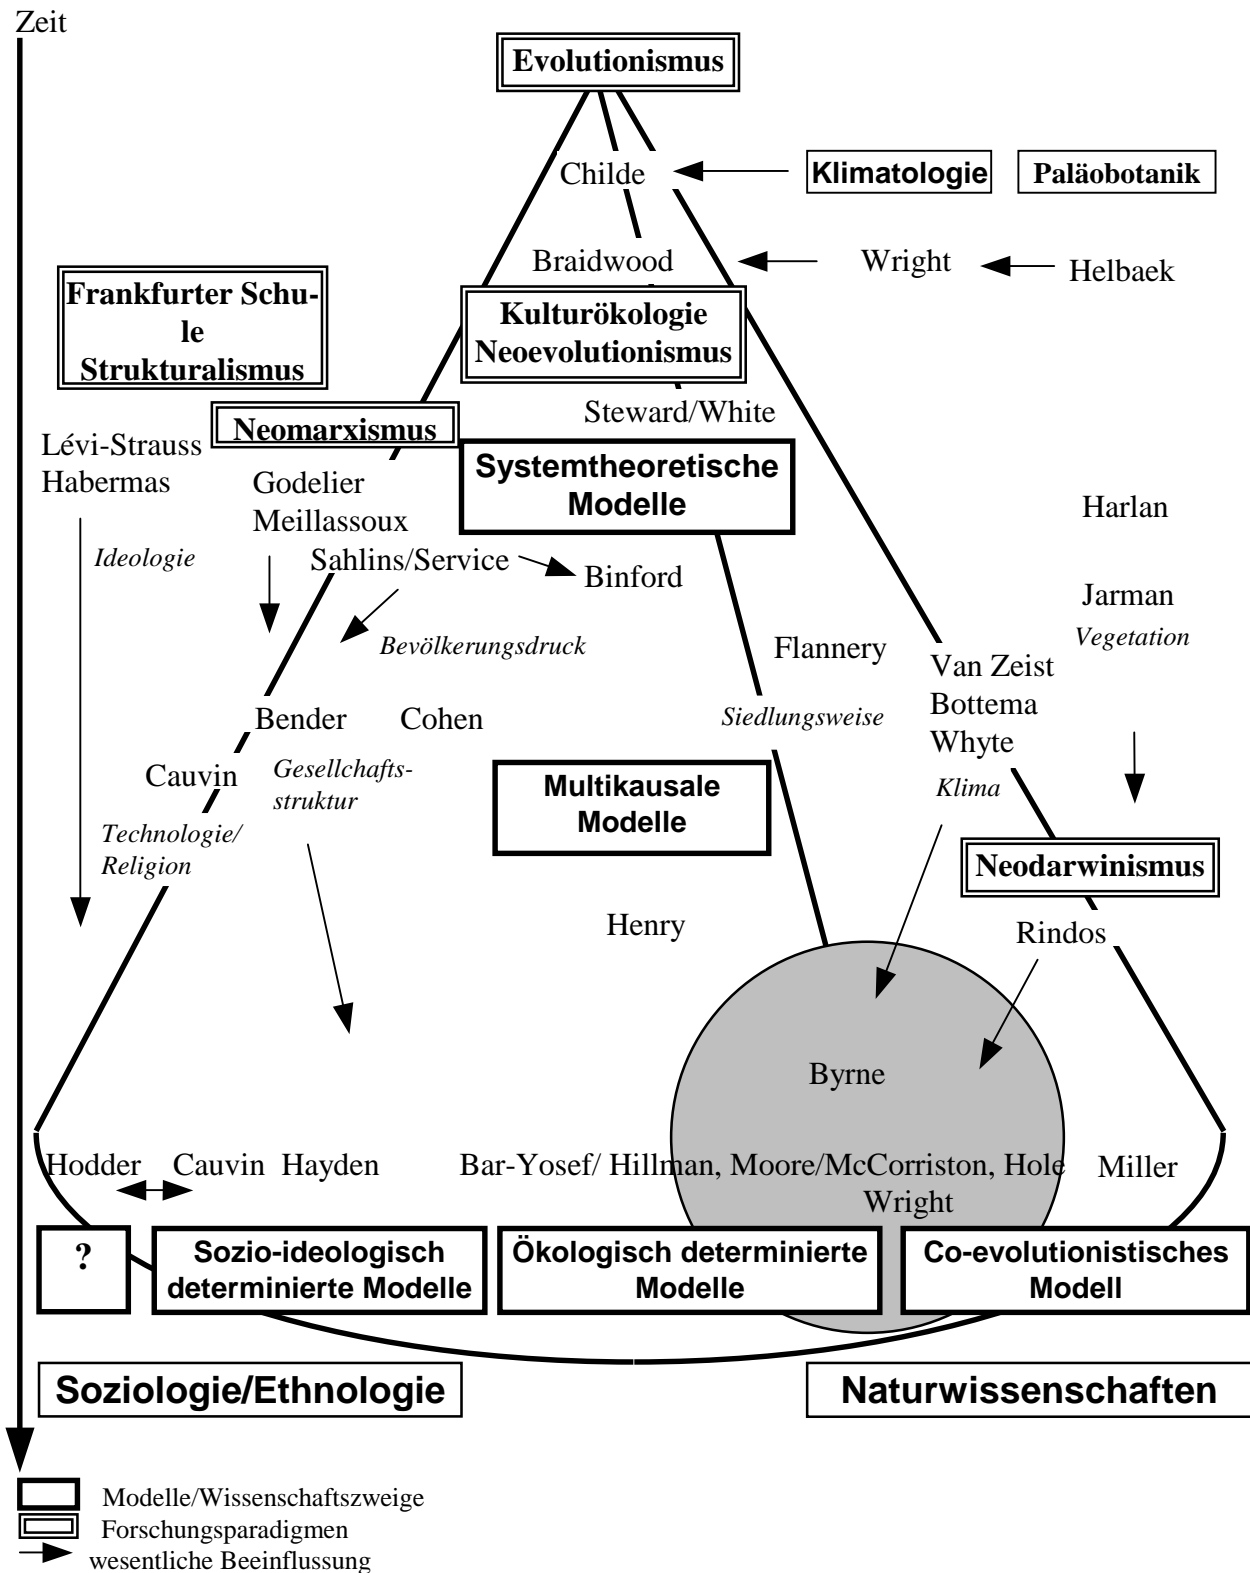 Zeit
Evolutionismus
Childe
Klimatologie
Paläobotanik
Braidwood
Wright
Helbaek
Frankfurter Schu-
le
Strukturalismus
Kulturökologie
Neoevolutionismus
Steward/White
Neomarxismus
Lévi-Strauss
Habermas
Systemtheoretische
Modelle
Godelier
Meillassoux
Harlan
Ideologie
Sahlins/Service
Binford
Jarman
Vegetation
Bevölkerungsdruck
Flannery
Van Zeist
Bottema
Whyte
Bender
Cohen
Siedlungsweise
Cauvin
Gesellchafts-
struktur
Klima
Multikausale
Modelle
Technologie/
Religion
Neodarwinismus
Henry
Rindos
Byrne
Hodder
Cauvin
Hayden
Bar-Yosef/ Hillman, Moore/McCorriston, Hole
Wright
Miller
?
Sozio-ideologisch
determinierte Modelle
Ökologisch determinierte
Modelle
Co-evolutionistisches
Modell
Soziologie/Ethnologie
Naturwissenschaften
Modelle/Wissenschaftszweige
Forschungsparadigmen
wesentliche Beeinflussung